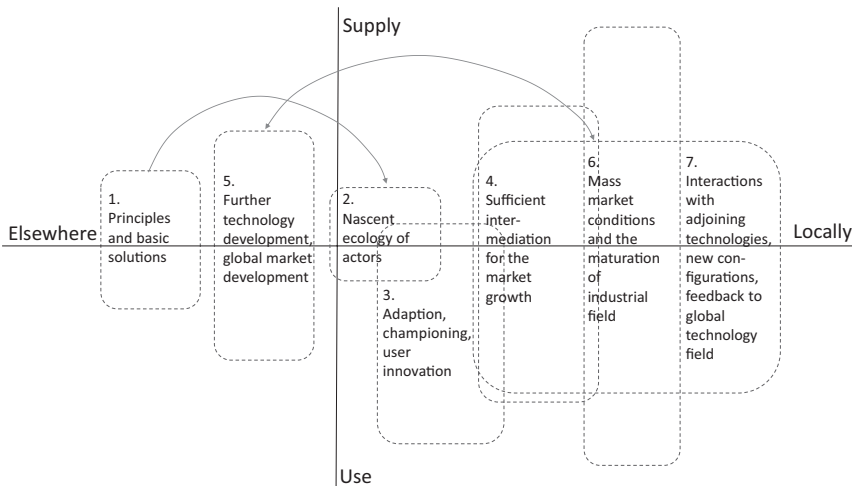 Supply
Elsewhere
Locally
Use
1.
Principles
and basic
solutions
5.
Further
technology
development,
global market
development
2.
Nascent
ecology of
actors
3.
Adaption,
championing,
user
innovation
4.
Sufficient
inter-
mediation
for the
market
growth
6.
Mass
market
conditions
and the
maturation
of
industrial
field
7.
Interactions
with
adjoining
technologies,
new con-
figurations,
feedback to
global
technology
field